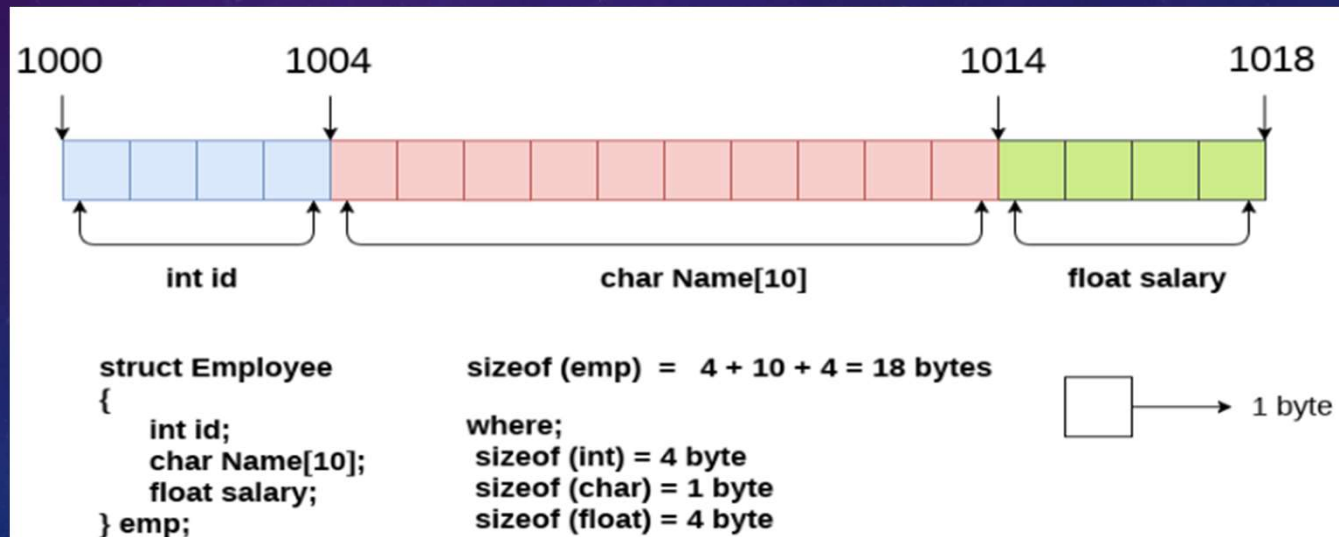 1000 1004 1014 1018
int id char Name[10] float salary
struct Employee
{
int id;
char Name[10];
float salary;
} emp;
sizeof (emp) = 4 + 10 + 4 = 18 bytes
where;
sizeof (int) = 4 byte
sizeof (char) = 1 byte
sizeof (float) = 4 byte
1 byte